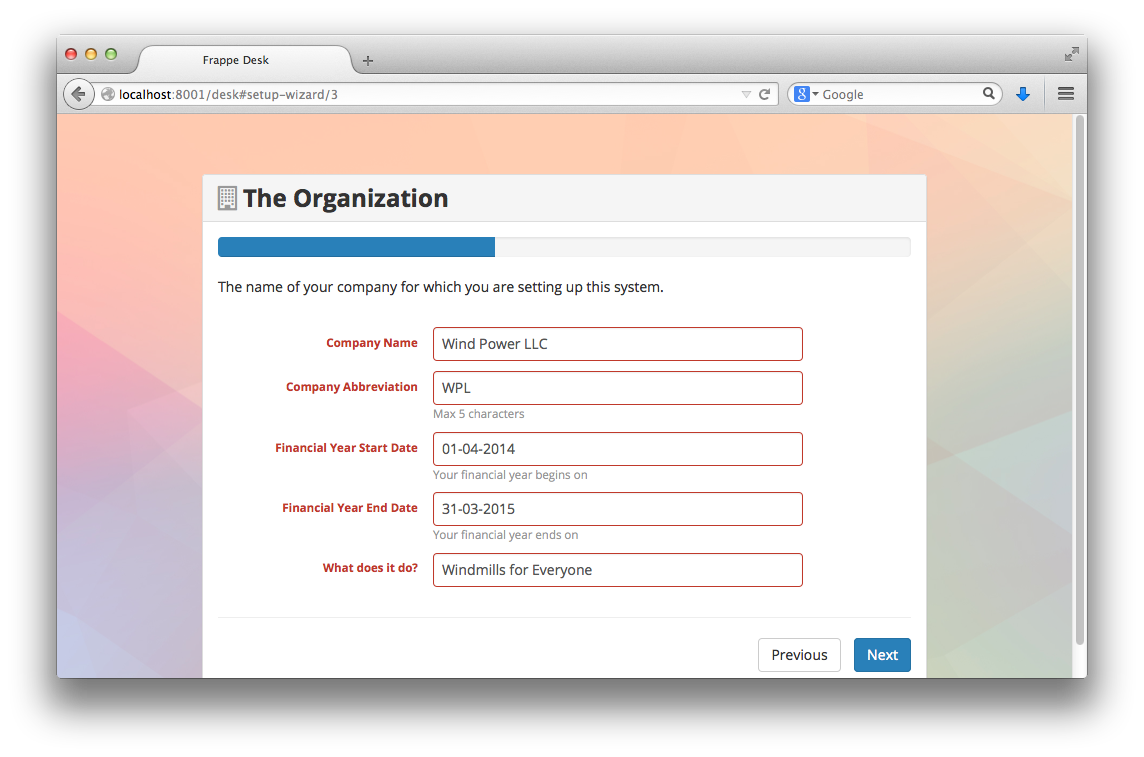 Frappe Desk
localhost:8001/desk#setup-wizard/3
8 Google
The Organization
The name of your company for which you are setting up this system.
Company Name Wind Power LLC
Company Abbreviation WPL
Max 5 characters
Financial Year Start Date 01-04-2014
Your financial year begins on
Financial Year End Date 31-03-2015
Your financial year ends on
What does it do? Windmills for Everyone
Previous Next